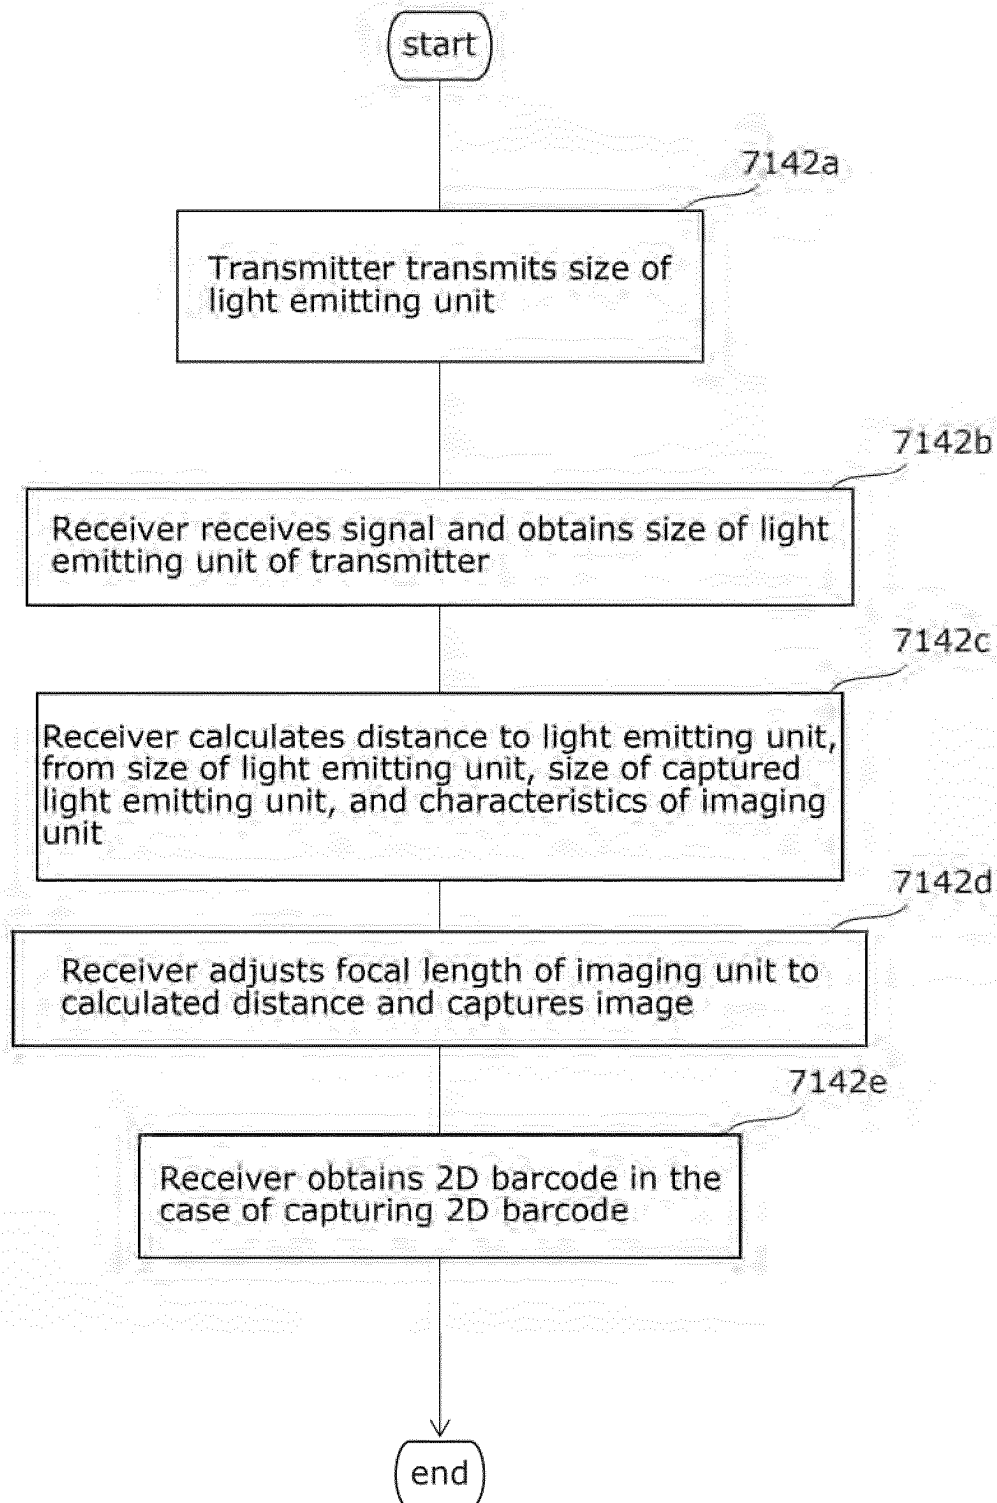 start
7142a
Transmitter transmits size of
light emitting unit
7142b
Receiver receives signal and obtains size of light
emitting unit of transmitter
7142c
Receiver calculates distance to light emitting unit,
from size of light emitting unit, size of captured
light emitting unit, and characteristics of imaging
unit
7142d
Receiver adjusts focal length of imaging unit to
calculated distance and captures image
7142e
Receiver obtains 2D barcode in the
case of capturing 2D barcode
end